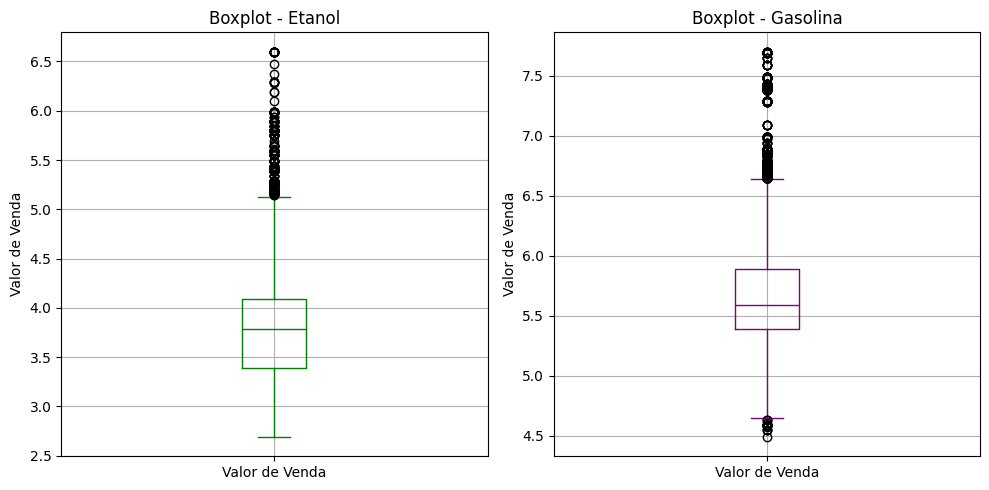 Boxplot - Etanol
Valor de Venda
6.5
6.0
5.5
5.0
4.5
4.0
3.5
3.0
2.5
Valor de Venda
Boxplot - Gasolina
Valor de Venda
7.5
7.0
6.5
6.0
5.5
5.0
4.5
Valor de Venda